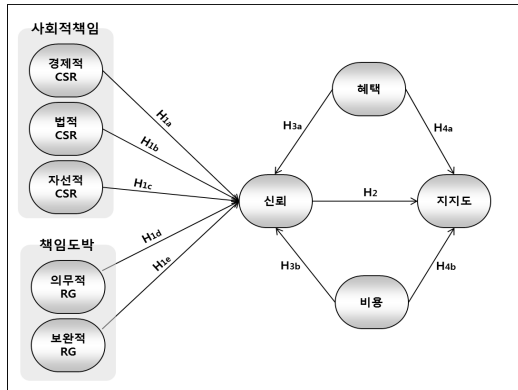 사회적책임
경제적
CSR
법적
CSR
자선적
CSR
책임도박
의무적
RG
보완적
RG
H1a
H1b
H1c
H1d
H1e
신뢰
혜택
비용
지지도
H3a
H4a
H2
H3b
H4b